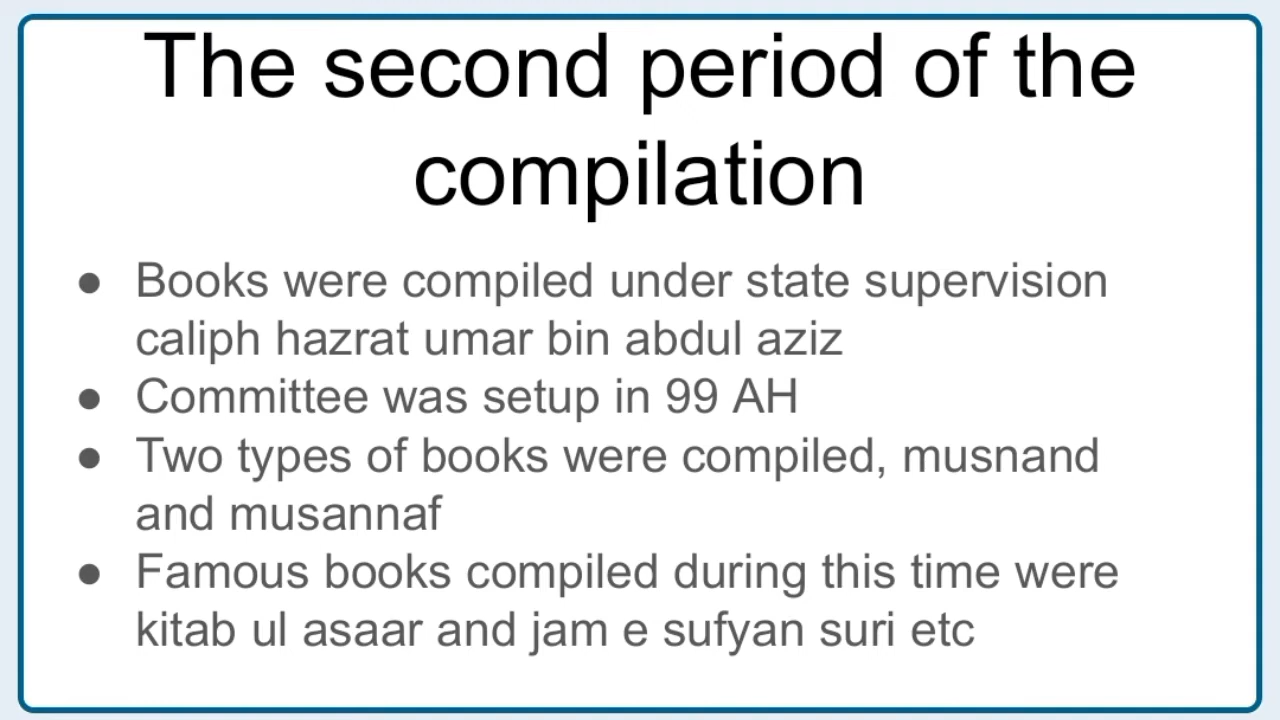 The second period of the
compilation
● Books were compiled under state supervision
caliph hazrat umar bin abdul aziz
● Committee was setup in 99 AH
● Two types of books were compiled, musnand
and musannaf
● Famous books compiled during this time were
kitab ul asaar and jam e sufyan suri etc